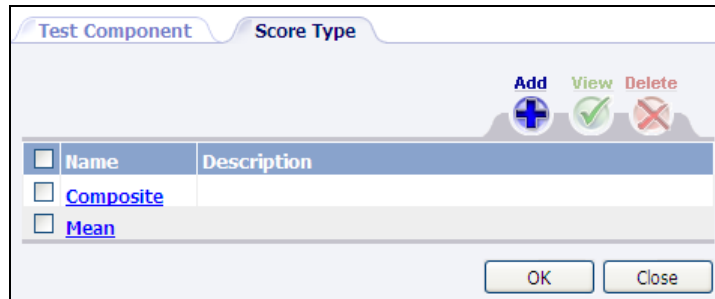 Test Component Score Type
Add View Delete
Name Description
Composite
Mean
OK Close